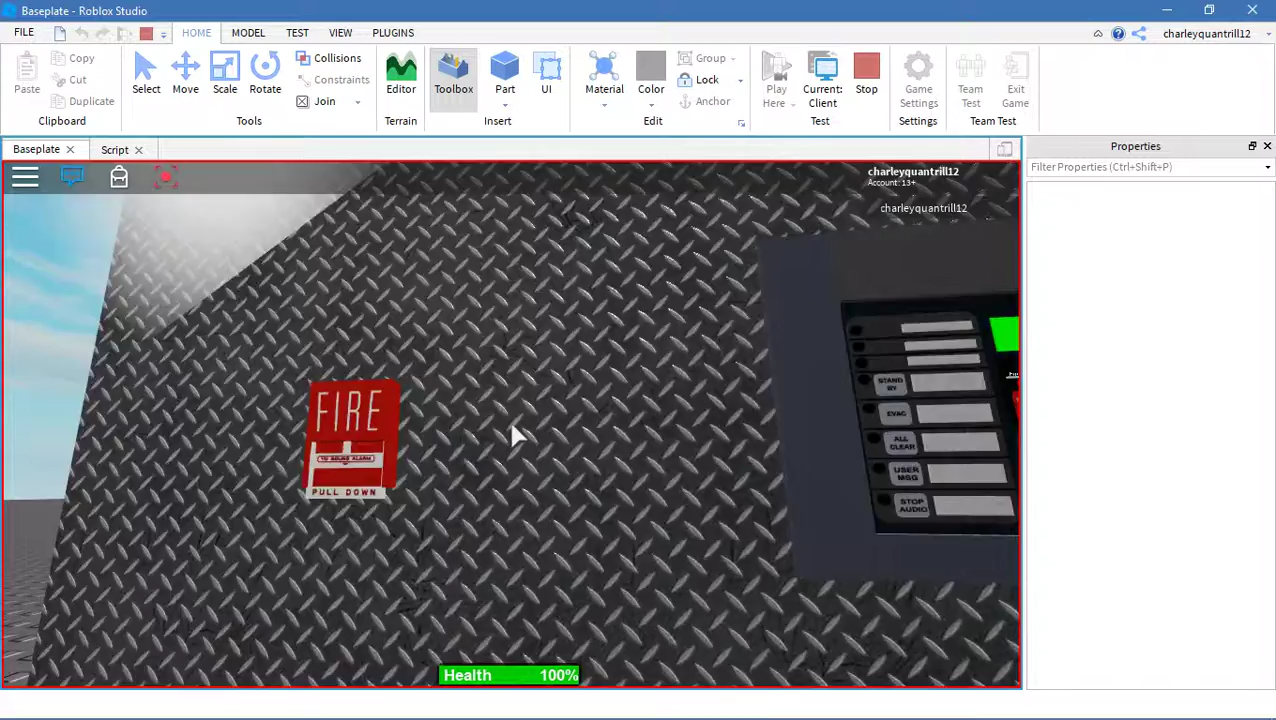 Baseplate - Roblox Studio
FILE
HOME
MODEL
TEST
VIEW
PLUGINS
charleyquantrill12
Paste
Copy
Cut
Duplicate
Clipboard
Select
Move
Scale
Rotate
Collisions
Constraints
Join
Tools
Editor
Terrain
Toolbox
Part
UI
Insert
Material
Color
Group
Lock
Anchor
Edit
Play
Here
Current:
Client
Stop
Test
Game
Settings
Settings
Team
Test
Exit
Game
Team Test
Baseplate
Script
Properties
Filter Properties (Ctrl+Shift+P)
charleyquantrill12
Account: 13+
charleyquantrill12
FIRE
TO SOUND ALARM
PULL DOWN
STAND
BY
EVAC
ALL
CLEAR
USER
MSG
STOP
AUDIO
Health 100%